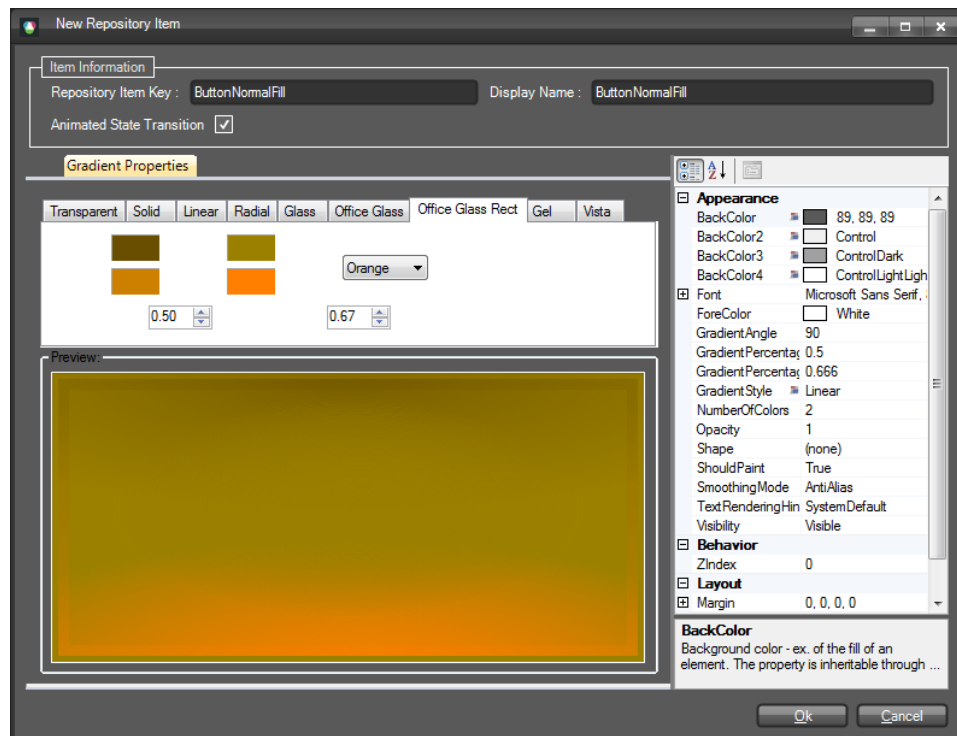 New Repository Item
Item Information
Repository Item Key : ButtonNormalFill Display Name : ButtonNormalFill
Animated State Transition
Gradient Properties
Transparent Solid Linear Radial Glass Office Glass Office Glass Rect Gel Vista
Orange
0.50 0.67
Preview:
Appearance
BackColor 89, 89, 89
BackColor2 Control
BackColor3 ControlDark
BackColor4 ControlLightLigh
Font Microsoft Sans Serif,
ForeColor White
GradientAngle 90
GradientPercentag 0.5
GradientPercentag 0.666
GradientStyle Linear
NumberOfColors 2
Opacity 1
Shape (none)
ShouldPaint True
SmoothingMode AntiAlias
TextRenderingHin SystemDefault
Visibility Visible
Behavior
ZIndex 0
Layout
Margin 0, 0, 0, 0
BackColor
Background color - ex. of the fill of an
element. The property is inheritable through ...
Ok Cancel